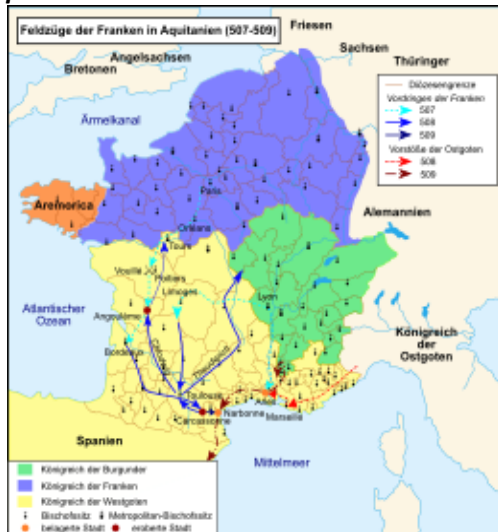 Feldzüge der Franken in Aquitanien (507-509)
Friesen
Sachsen
Angelsachsen
Bretonen
Thüringer
Diözesengrenze
Vordringen der Franken
507
508
509
Vorstöße der Ostgoten
508
509
Ärmelkanal
Paris
Aremorica
Alemannien
Orléans
Tours
Vouillé
Poitiers
Limoges
Lyon
Atlantischer
Ozean
Angoulême
Bordeaux
Königreich
der
Ostgoten
Toulouse
Arles
Narbonne
Marseille
Carcassonne
Spanien
Mittelmeer
Königreich der Burgunder
Königreich der Franken
Königreich der Westgoten
Bischofssitz
Metropolitan-Bischofssitz
belagerte Stadt
eroberte Stadt